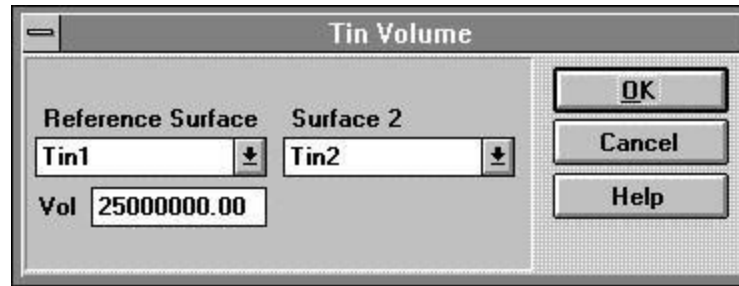 Tin Volume
Reference Surface Surface 2
Tin1 Tin2
Vol 25000000.00
OK
Cancel
Help